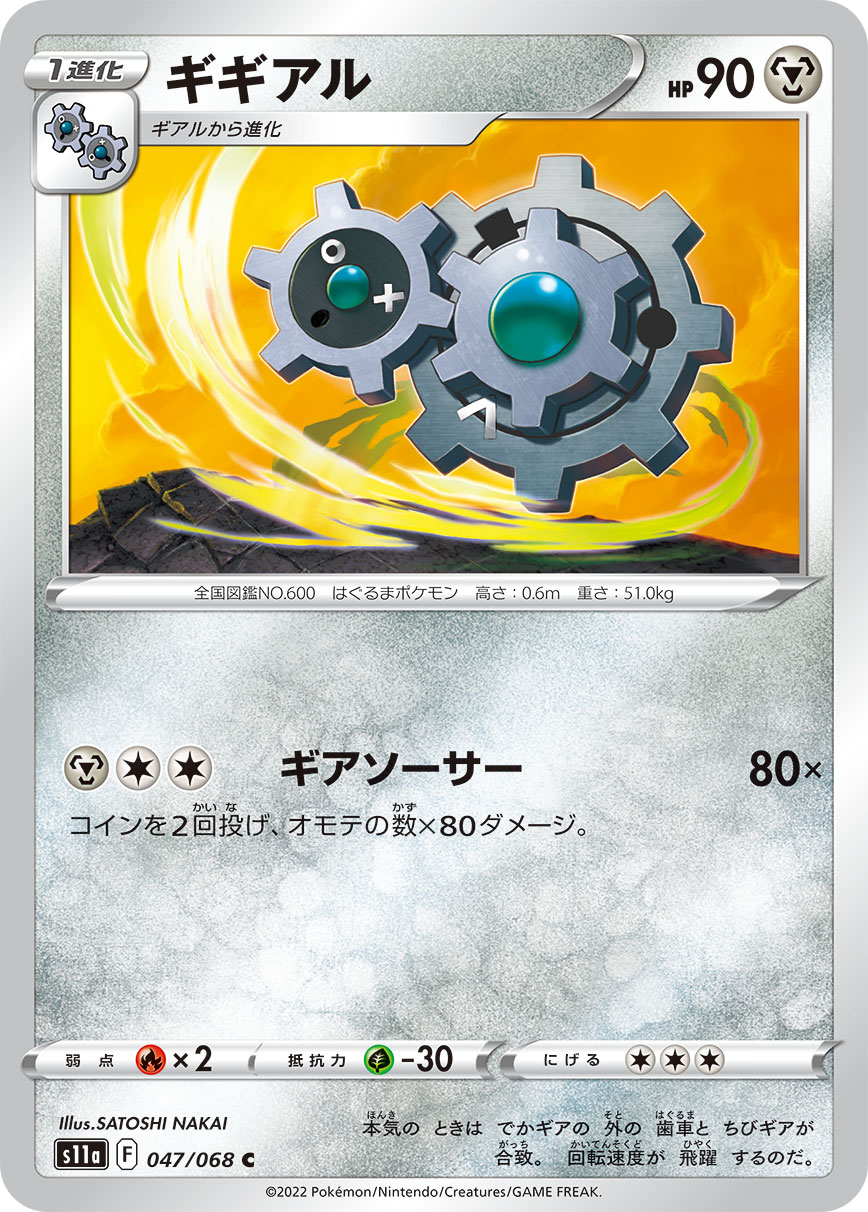 1進化
ギギアル
HP90
ギアルから進化
全国図鑑NO.600 はぐるまポケモン 高さ：0.6m 重さ：51.0kg
ギアソーサー 80×
コインを2回投げ、オモテの数×80ダメージ。
弱点 ×2 抵抗力 -30 にげる
Illus.SATOSHI NAKAI
本気の ときは でかギアの 外の 歯車と ちびギアが
合致。 回転速度が 飛躍 するのだ。
s11a F 047/068 C
©2022 Pokémon/Nintendo/Creatures/GAME FREAK.